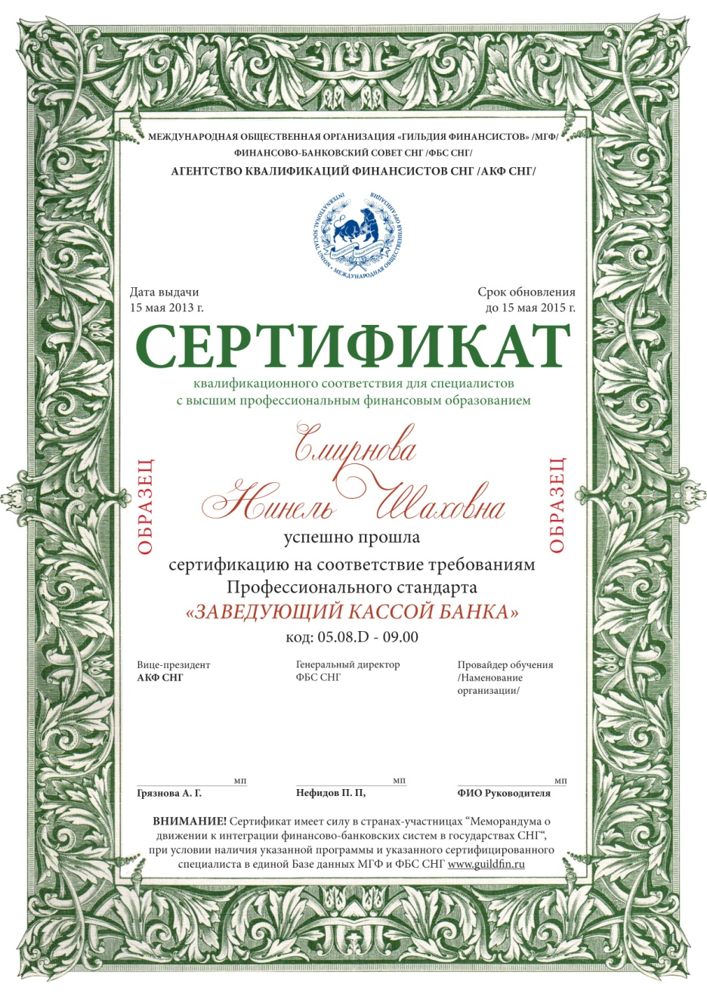 МЕЖДУНАРОДНАЯ ОБЩЕСТВЕННАЯ ОРГАНИЗАЦИЯ «ГИЛЬДИЯ ФИНАНСИСТОВ» /МГФ/
ФИНАНСОВО-БАНКОВСКИЙ СОВЕТ СНГ /ФБС СНГ/
АГЕНТСТВО КВАЛИФИКАЦИЙ ФИНАНСИСТОВ СНГ /АКФ СНГ/
INTERNATIONAL SOCIAL UNION • МЕЖДУНАРОДНАЯ ОБЩЕСТВЕННАЯ ОРГАНИЗАЦИЯ
Дата выдачи
15 мая 2013 г.
Срок обновления
до 15 мая 2015 г.
СЕРТИФИКАТ
квалификационного соответствия для специалистов
с высшим профессиональным финансовым образованием
Смирнова
Нинель Шаховна
ОБРАЗЕЦ
ОБРАЗЕЦ
успешно прошла
сертификацию на соответствие требованиям
Профессионального стандарта
«ЗАВЕДУЮЩИЙ КАССОЙ БАНКА»
код: 05.08.D - 09.00
Вице-президент
АКФ СНГ
Генеральный директор
ФБС СНГ
Провайдер обучения
/Наменование
организации/
мп
Грязнова А. Г.
мп
Нефидов П. П,
мп
ФИО Руководителя
ВНИМАНИЕ! Сертификат имеет силу в странах-участницах “Меморандума о
движении к интеграции финансово-банковских систем в государствах СНГ“,
при условии наличия указанной программы и указанного сертифицированного
специалиста в единой Базе данных МГФ и ФБС СНГ www.guildfin.ru